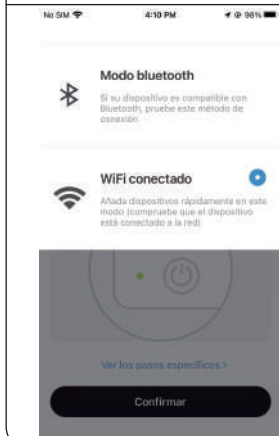 No SIM 4:10 PM 98%
Modo bluetooth
Si su dispositivo es compatible con
Bluetooth, pruebe este método de
conexión
WiFi conectado
Añada dispositivos rápidamente en este
modo (compruebe que el dispositivo
está conectado a la red)
Ver los pasos específicos >
Confirmar